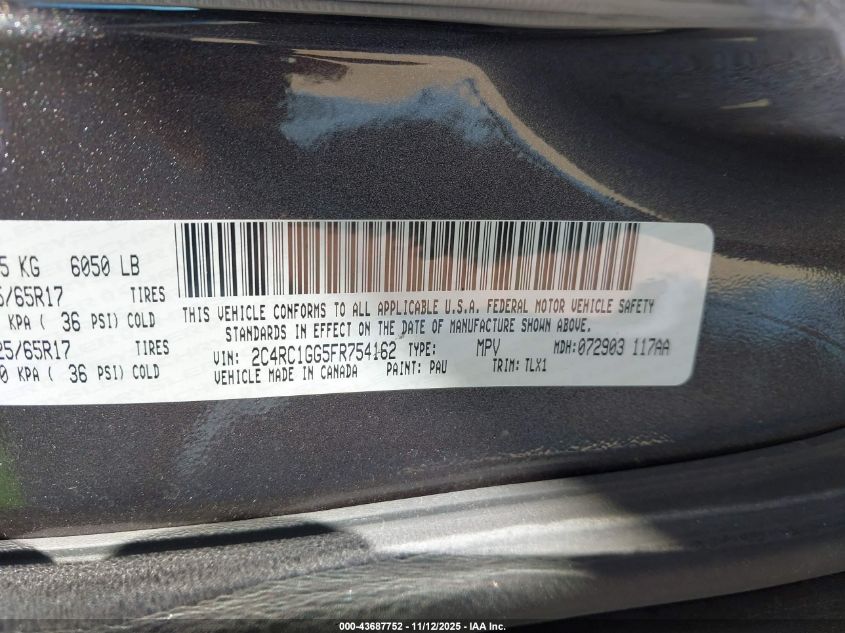 5 KG 6050 LB
5/65R17 TIRES
KPA ( 36 PSI) COLD
25/65R17 TIRES
0 KPA ( 36 PSI) COLD
THIS VEHICLE CONFORMS TO ALL APPLICABLE U.S.A. FEDERAL MOTOR VEHICLE SAFETY
STANDARDS IN EFFECT ON THE DATE OF MANUFACTURE SHOWN ABOVE.
VIN: 2C4RC1GG5FR754162 TYPE: MPV MDH:072903 117AA
VEHICLE MADE IN CANADA PAINT: PAU TRIM: TLX1
000-43687752 - 11/12/2025 - IAA Inc.